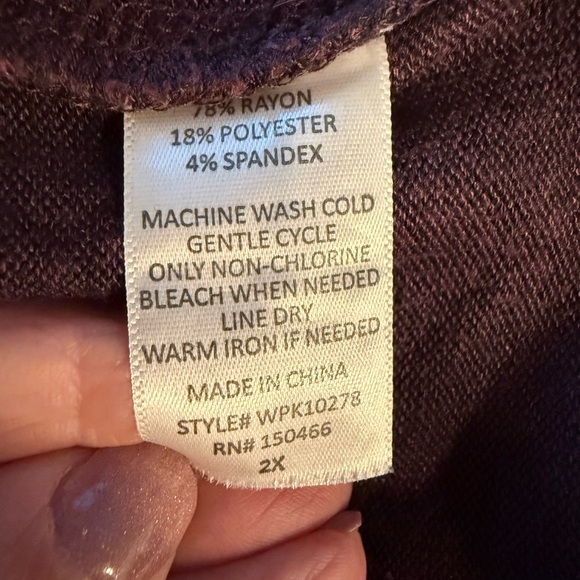 78% RAYON
18% POLYESTER
4% SPANDEX
MACHINE WASH COLD
GENTLE CYCLE
ONLY NON-CHLORINE
BLEACH WHEN NEEDED
LINE DRY
WARM IRON IF NEEDED
MADE IN CHINA
STYLE# WPK10278
RN# 150466
2X